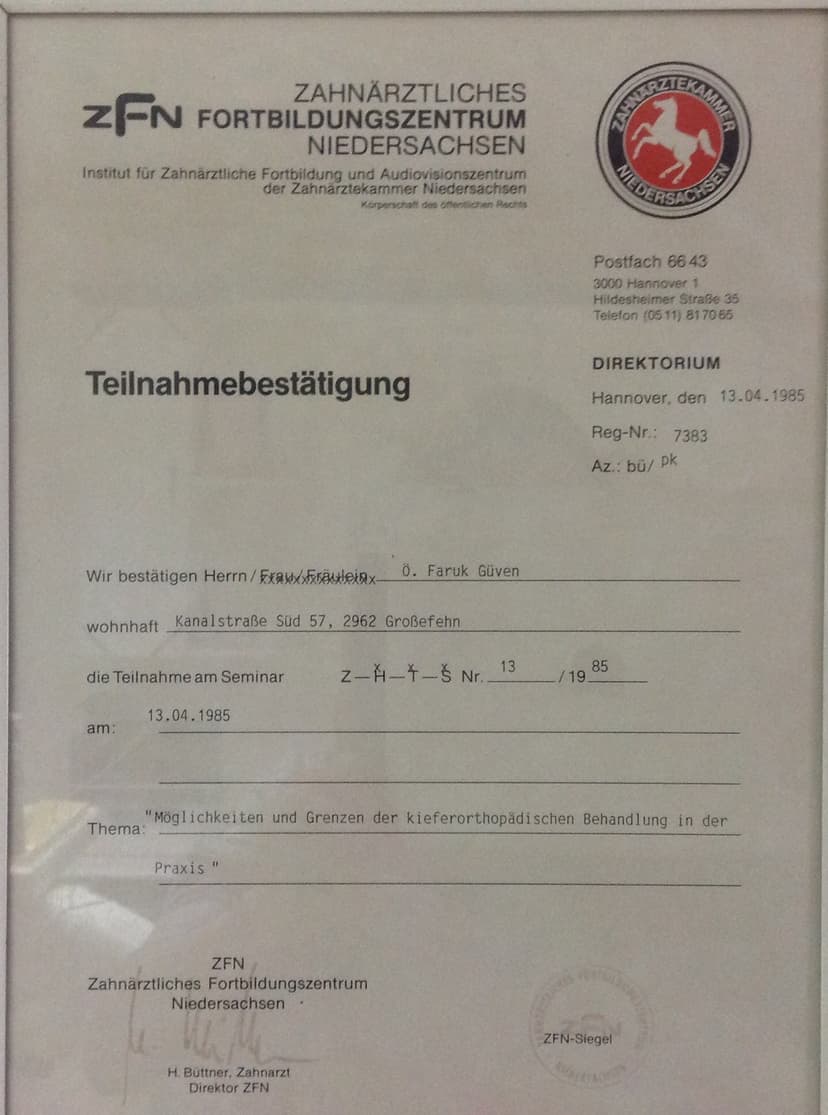 ZFN
ZAHNÄRZTLICHES
FORTBILDUNGSZENTRUM
NIEDERSACHSEN
Institut für Zahnärztliche Fortbildung und Audiovisionszentrum
der Zahnärztekammer Niedersachsen
Körperschaft des öffentlichen Rechts
ZAHNÄRZTEKAMMER
NIEDERSACHSEN
Postfach 66 43
3000 Hannover 1
Hildesheimer Straße 35
Telefon (05 11) 81 70 65
DIREKTORIUM
Teilnahmebestätigung
Hannover, den 13.04.1985
Reg-Nr.: 7383
Az.: bü/ pk
Wir bestätigen Herrn / Frau/Fräulein Ö. Faruk Güven
wohnhaft Kanalstraße Süd 57, 2962 Großefehn
die Teilnahme am Seminar Z — H — T — S Nr. 13 / 19 85
am: 13.04.1985
Thema: "Möglichkeiten und Grenzen der kieferorthopädischen Behandlung in der
Praxis "
ZFN
Zahnärztliches Fortbildungszentrum
Niedersachsen
ZFN-Siegel
H. Büttner, Zahnarzt
Direktor ZFN